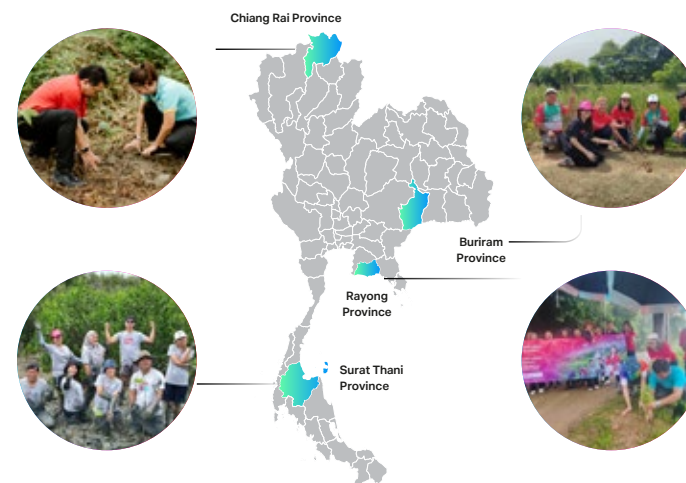 Chiang Rai Province
Buriram
Province
Rayong
Province
Surat Thani
Province